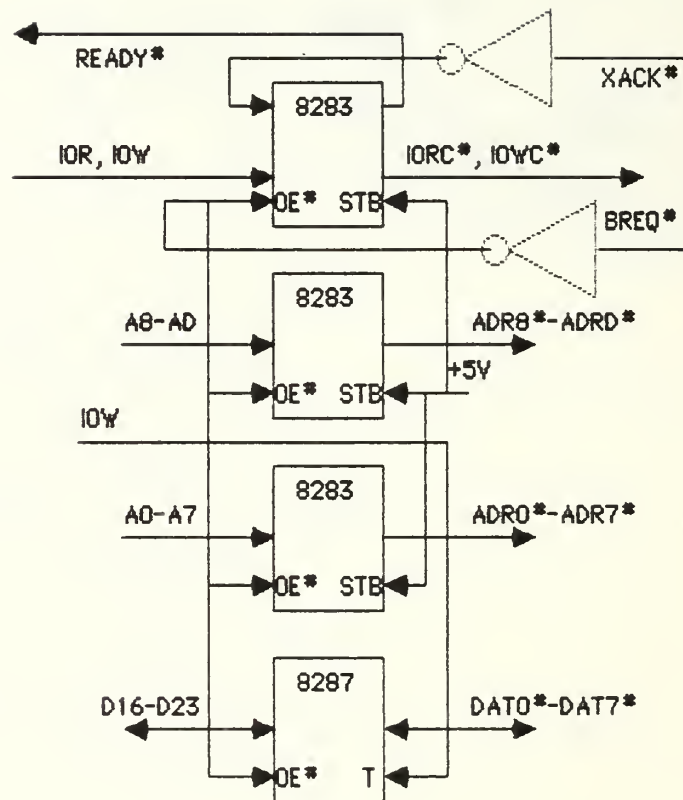 READY*
XACK*
8283
IOR, IOW
IORC*, IOWC*
OE* STB
BREQ*
8283
A8-AD
ADR8*-ADRD*
+5V
OE* STB
IOW
8283
A0-A7
ADR0*-ADR7*
OE* STB
8287
D16-D23
DAT0*-DAT7*
OE* T